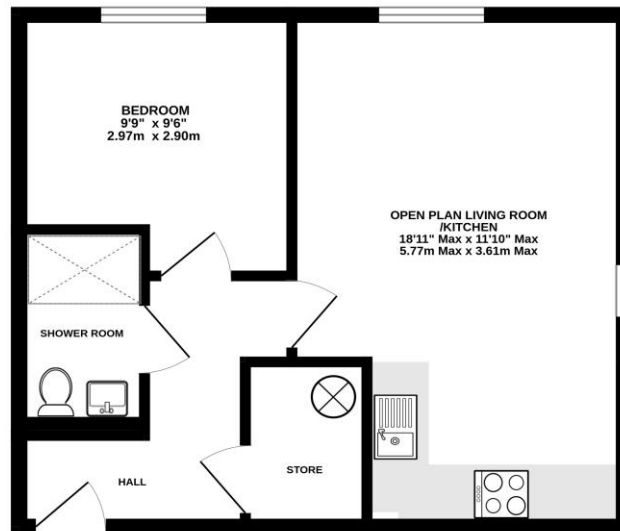 BEDROOM
9'9" x 9'6"
2.97m x 2.90m
OPEN PLAN LIVING ROOM
/KITCHEN
18'11" Max x 11'10" Max
5.77m Max x 3.61m Max
SHOWER ROOM
HALL
STORE